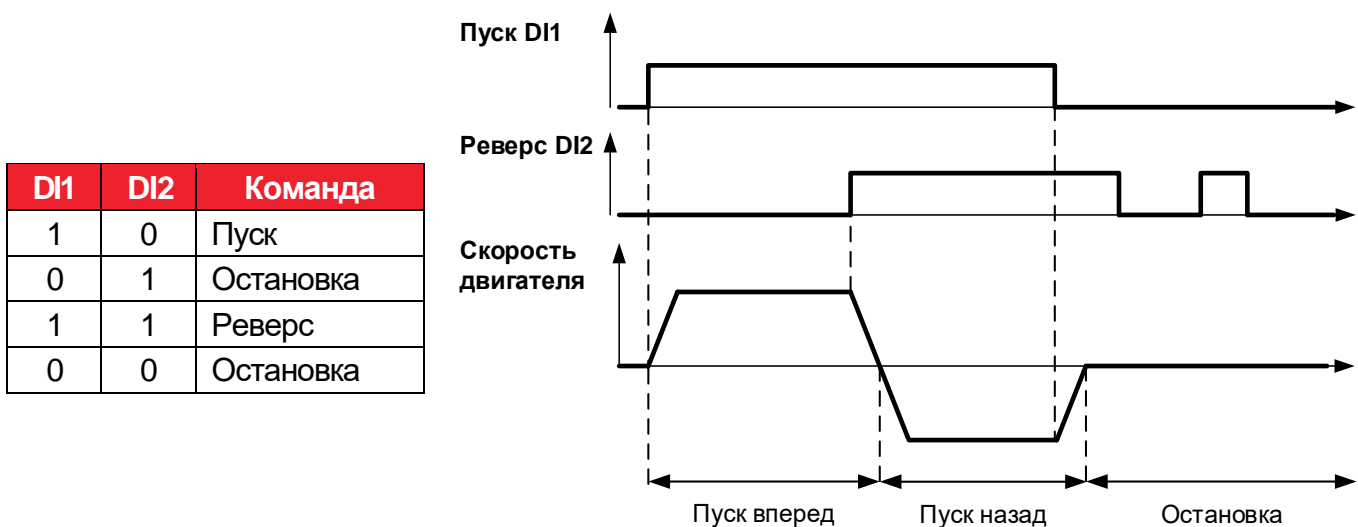 DI1 DI2 Команда
1 0 Пуск
0 1 Остановка
1 1 Реверс
0 0 Остановка
Пуск DI1
Реверс DI2
Скорость
двигателя
Пуск вперед Пуск назад Остановка